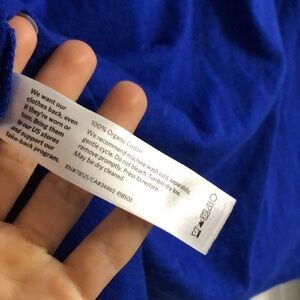 We want our
clothes back, even
if they're worn or
torn. Bring them
to our US stores
and support our
take-back program.
100% Organic Cotton
We recommend machine wash cold separately,
gentle cycle. Do not bleach. Tumble dry low,
remove promptly. Press to restore.
May be dry cleaned.